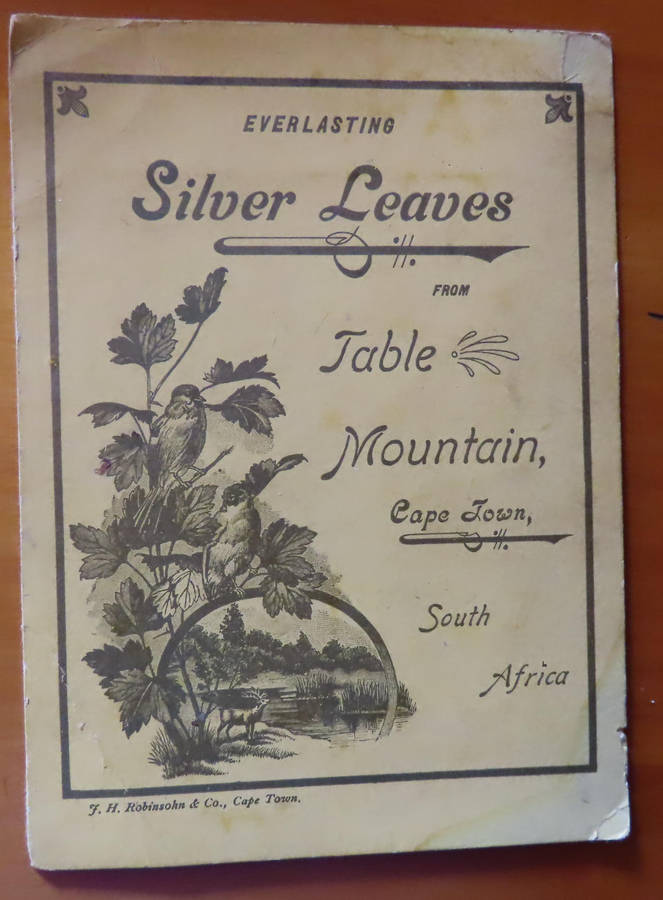 EVERLASTING
Silver Leaves
FROM
Table
Mountain,
Cape Town,
South
Africa
J. H. Robinsohn & Co., Cape Town.